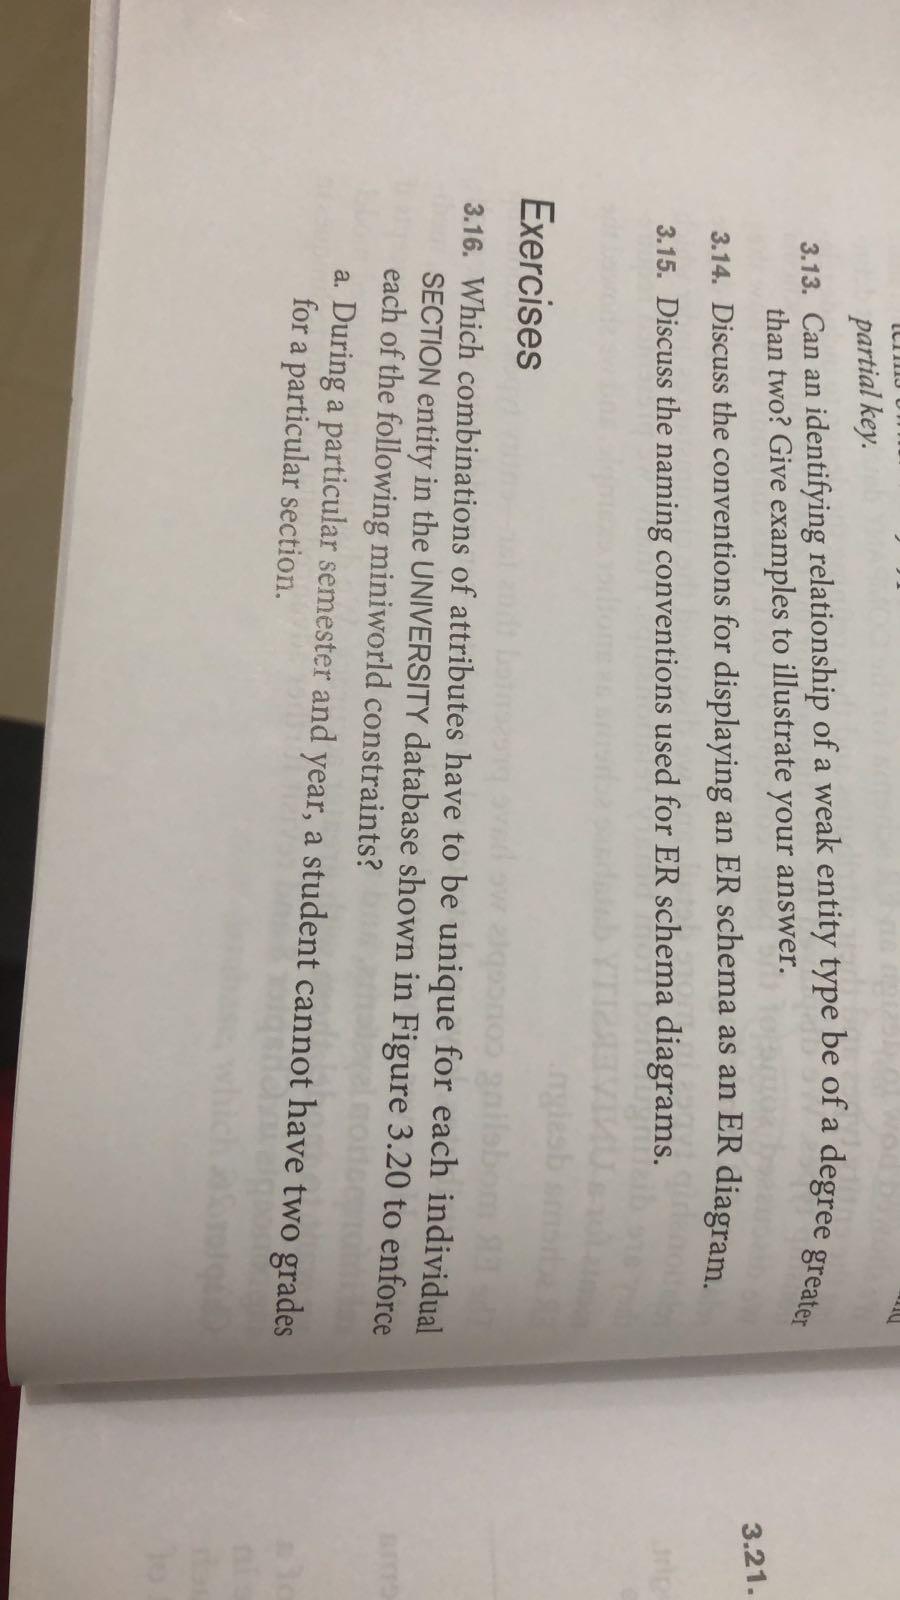 partial key.
3.13. Can an identifying relationship of a weak entity type be of a degree greater
than two? Give examples to illustrate your answer.
3.14. Discuss the conventions for displaying an ER schema as an ER diagram.
3.15. Discuss the naming conventions used for ER schema diagrams.
Exercises
3.16. Which combinations of attributes have to be unique for each individual
SECTION entity in the UNIVERSITY database shown in Figure 3.20 to enforce
each of the following miniworld constraints?
a. During a particular semester and year, a student cannot have two grades
for a particular section.
3.21.